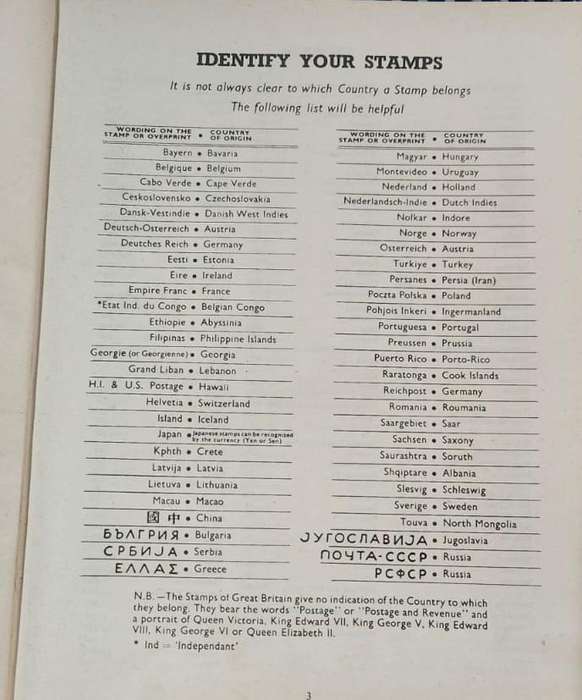 IDENTIFY YOUR STAMPS
It is not always clear to which Country a Stamp belongs
The following list will be helpful
WORDING ON THE STAMP OR OVERPRINT • COUNTRY OF ORIGIN
Bayern • Bavaria
Belgique • Belgium
Cabo Verde • Cape Verde
Ceskoslovensko • Czechoslovakia
Dansk-Vestindie • Danish West Indies
Deutsch-Osterreich • Austria
Deutches Reich • Germany
Eesti • Estonia
Eire • Ireland
Empire Franc • France
*Etat Ind. du Congo • Belgian Congo
Ethiopie • Abyssinia
Filipinas • Philippine Islands
Georgie (or Georgienne) • Georgia
Grand Liban • Lebanon
H.I. & U.S. Postage • Hawaii
Helvetia • Switzerland
Island • Iceland
Japan • Japanese stamps can be recognised by the currency (Yen or Sen)
Kphth • Crete
Latvija • Latvia
Lietuva • Lithuania
Macau • Macao
國中 • China
БЪЛГРИЯ • Bulgaria
СРБИЈА • Serbia
ΕΛΛΑΣ • Greece
WORDING ON THE STAMP OR OVERPRINT • COUNTRY OF ORIGIN
Magyar • Hungary
Montevideo • Uruguay
Nederland • Holland
Nederlandsch-Indie • Dutch Indies
Nolkar • Indore
Norge • Norway
Osterreich • Austria
Turkiye • Turkey
Persanes • Persia (Iran)
Poczta Polska • Poland
Pohjois Inkeri • Ingermanland
Portuguesa • Portugal
Preussen • Prussia
Puerto Rico • Porto-Rico
Raratonga • Cook Islands
Reichpost • Germany
Romania • Roumania
Saargebiet • Saar
Sachsen • Saxony
Saurashtra • Soruth
Shqiptare • Albania
Slesvig • Schleswig
Sverige • Sweden
Touva • North Mongolia
ЈУГОСЛАВИЈА • Jugoslavia
ПОЧТА-СССР • Russia
РСФСР • Russia
N.B.—The Stamps of Great Britain give no indication of the Country to which
they belong. They bear the words "Postage" or "Postage and Revenue" and
a portrait of Queen Victoria, King Edward VII, King George V, King Edward
VIII, King George VI or Queen Elizabeth II.
* Ind = 'Independant'
3